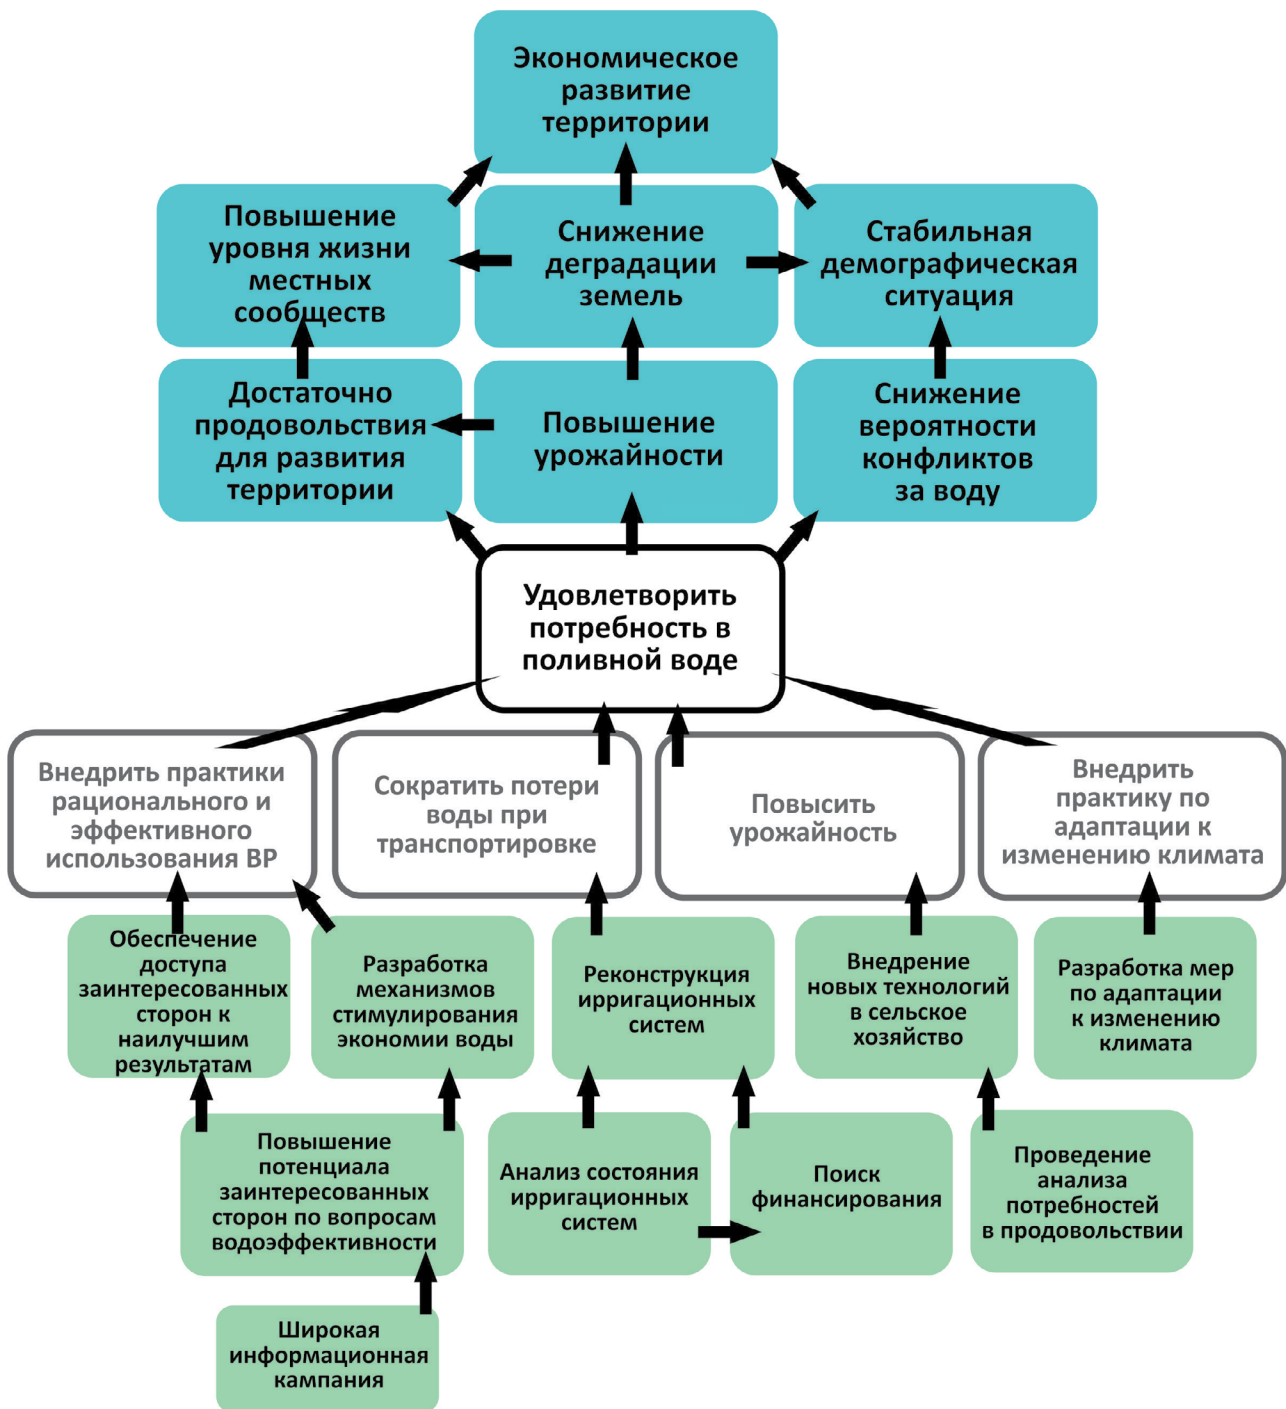 Экономическое
развитие
территории
Повышение
уровня жизни
местных
сообществ
Снижение
деградации
земель
Стабильная
демографическая
ситуация
Достаточно
продовольствия
для развития
территории
Повышение
урожайности
Снижение
вероятности
конфликтов
за воду
Удовлетворить
потребность в
поливной воде
Внедрить практики
рационального и
эффективного
использования ВР
Сократить потери
воды при
транспортировке
Повысить
урожайность
Внедрить
практику по
адаптации к
изменению климата
Обеспечение
доступа
заинтересованных
сторон к
наилучшим
результатам
Разработка
механизмов
стимулирования
экономии воды
Реконструкция
ирригационных
систем
Внедрение
новых технологий
в сельское
хозяйство
Разработка мер
по адаптации
к изменению
климата
Повышение
потенциала
заинтересованных
сторон по вопросам
водоэффективности
Анализ состояния
ирригационных
систем
Поиск
финансирования
Проведение
анализа
потребностей
в продовольствии
Широкая
информационная
кампания